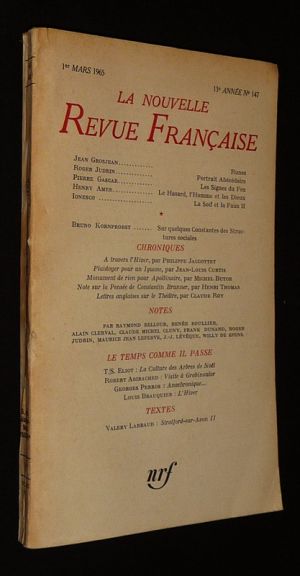 1er MARS 1965
13e ANNÉE No 147
LA NOUVELLE
REVUE FRANÇAISE
JEAN GROSJEAN............ Ruses
ROGER JUDRIN............ Portrait Abécédaire
PIERRE GASCAR............ Les Signes du Feu
HENRY AMER............ Le Hasard, l'Homme et les Dieux
IONESCO ............ La Soif et la Faim II
*
BRUNO KORNPROBST ....... Sur quelques Constantes des Struc-
tures sociales
CHRONIQUES
A travers l'Hiver, par PHILIPPE JACCOTTET
Plaidoyer pour un Iguane, par JEAN-LOUIS CURTIS
Monument de rien pour Apollinaire, par MICHEL BUTOR
Note sur la Pensée de Constantin Brunner, par HENRI THOMAS
Lettres anglaises sur le Théâtre, par CLAUDE ROY
NOTES
PAR RAYMOND BELLOUR, RENÉE BOULLIER,
ALAIN CLERVAL, CLAUDE MICHEL CLUNY, FRANK DUNAND, ROGER
JUDRIN, MAURICE JEAN LEFEBVE, J.-J. LÉVÊQUE, WILLY DE SPENS.
LE TEMPS COMME IL PASSE
T.S. ELIOT : La Culture des Arbres de Noël
ROBERT ABIRACHED : Visite à Grabinoulor
GEORGES PERROS : Anachronique...
LOUIS BRAUQUIER : L'Hiver
TEXTES
VALERY LARBAUD : Stratford-sur-Avon II
nrf